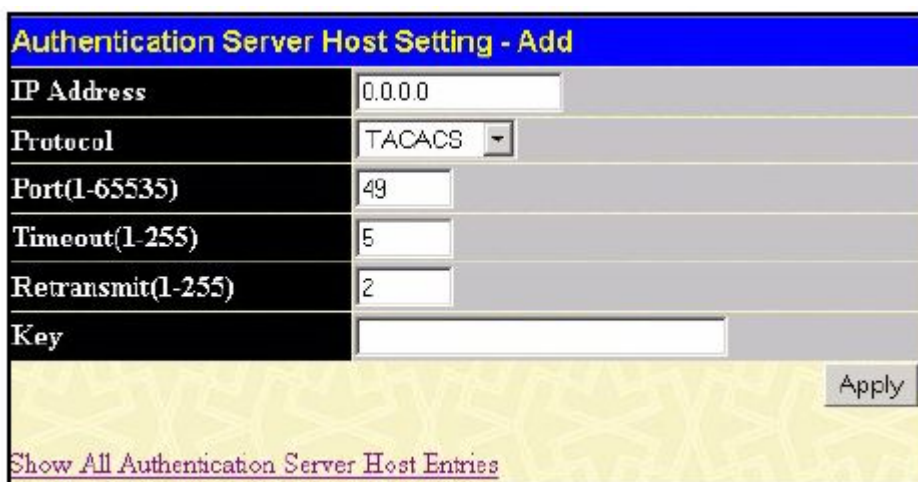 Authentication Server Host Setting - Add
IP Address 0.0.0.0
Protocol TACACS
Port(1-65535) 49
Timeout(1-255) 5
Retransmit(1-255) 2
Key
Apply
Show All Authentication Server Host Entries